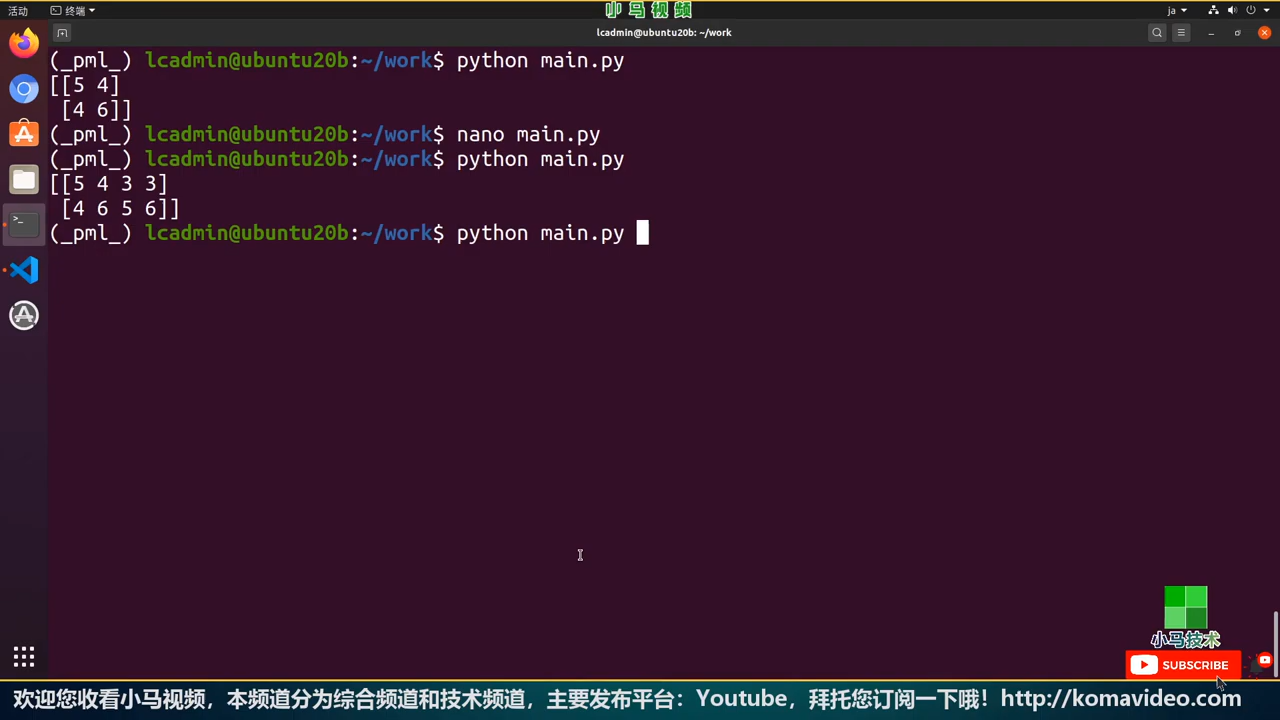 活动 终端 小马视频 ja
lcadmin@ubuntu20b: ~/work
(_pml_) lcadmin@ubuntu20b:~/work$ python main.py
[[5 4]
 [4 6]]
(_pml_) lcadmin@ubuntu20b:~/work$ nano main.py
(_pml_) lcadmin@ubuntu20b:~/work$ python main.py
[[5 4 3 3]
 [4 6 5 6]]
(_pml_) lcadmin@ubuntu20b:~/work$ python main.py
小马技术
SUBSCRIBE
欢迎您收看小马视频，本频道分为综合频道和技术频道，主要发布平台：Youtube，拜托您订阅一下哦！http://komavideo.com